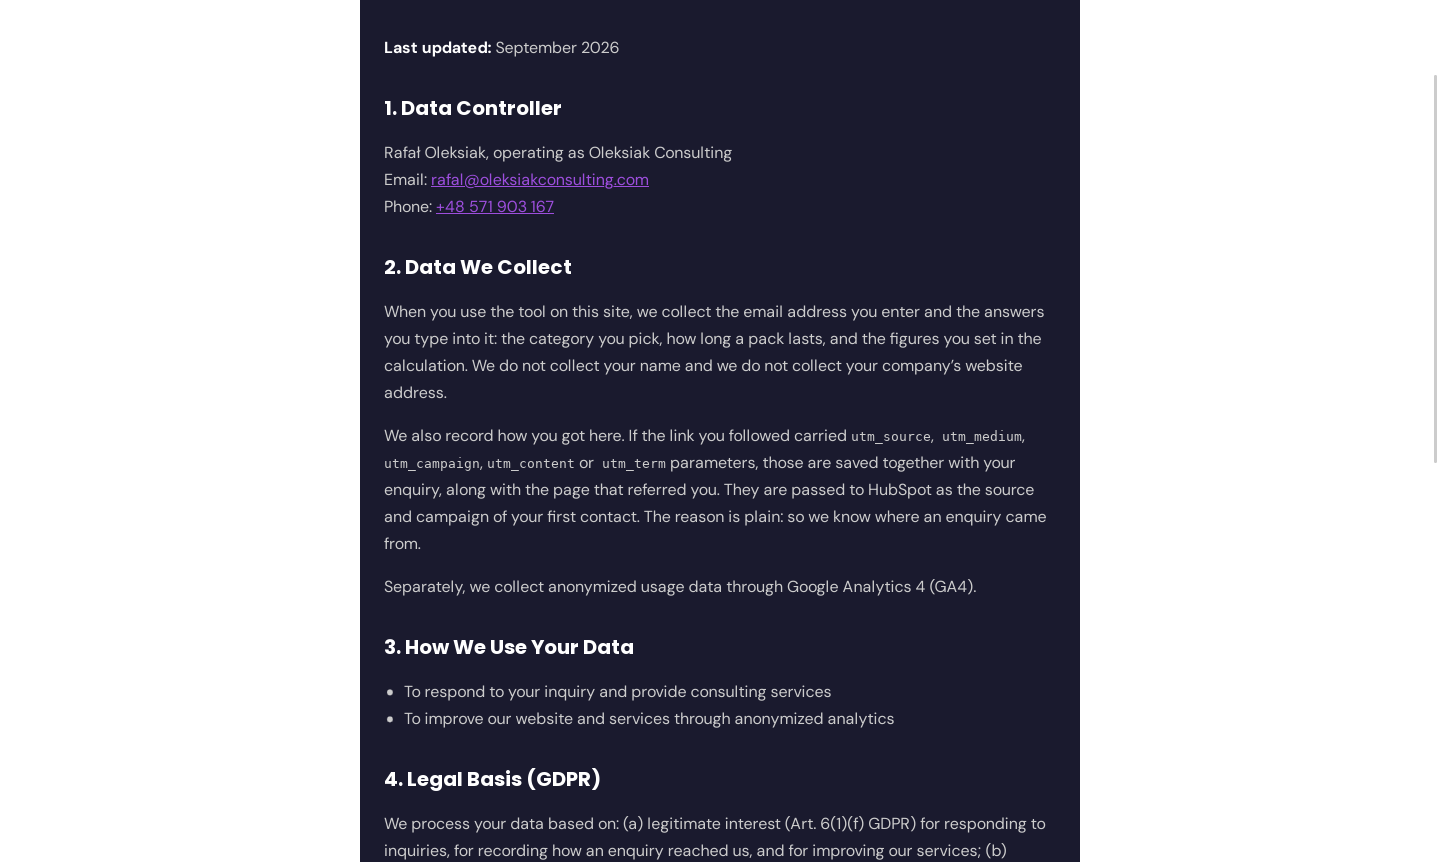 Last updated: September 2026
1. Data Controller
Rafał Oleksiak, operating as Oleksiak Consulting
Email: rafal@oleksiakconsulting.com
Phone: +48 571 903 167
2. Data We Collect
When you use the tool on this site, we collect the email address you enter and the answers
you type into it: the category you pick, how long a pack lasts, and the figures you set in the
calculation. We do not collect your name and we do not collect your company’s website
address.
We also record how you got here. If the link you followed carried utm_source, utm_medium,
utm_campaign, utm_content or utm_term parameters, those are saved together with your
enquiry, along with the page that referred you. They are passed to HubSpot as the source
and campaign of your first contact. The reason is plain: so we know where an enquiry came
from.
Separately, we collect anonymized usage data through Google Analytics 4 (GA4).
3. How We Use Your Data
• To respond to your inquiry and provide consulting services
• To improve our website and services through anonymized analytics
4. Legal Basis (GDPR)
We process your data based on: (a) legitimate interest (Art. 6(1)(f) GDPR) for responding to
inquiries, for recording how an enquiry reached us, and for improving our services; (b)